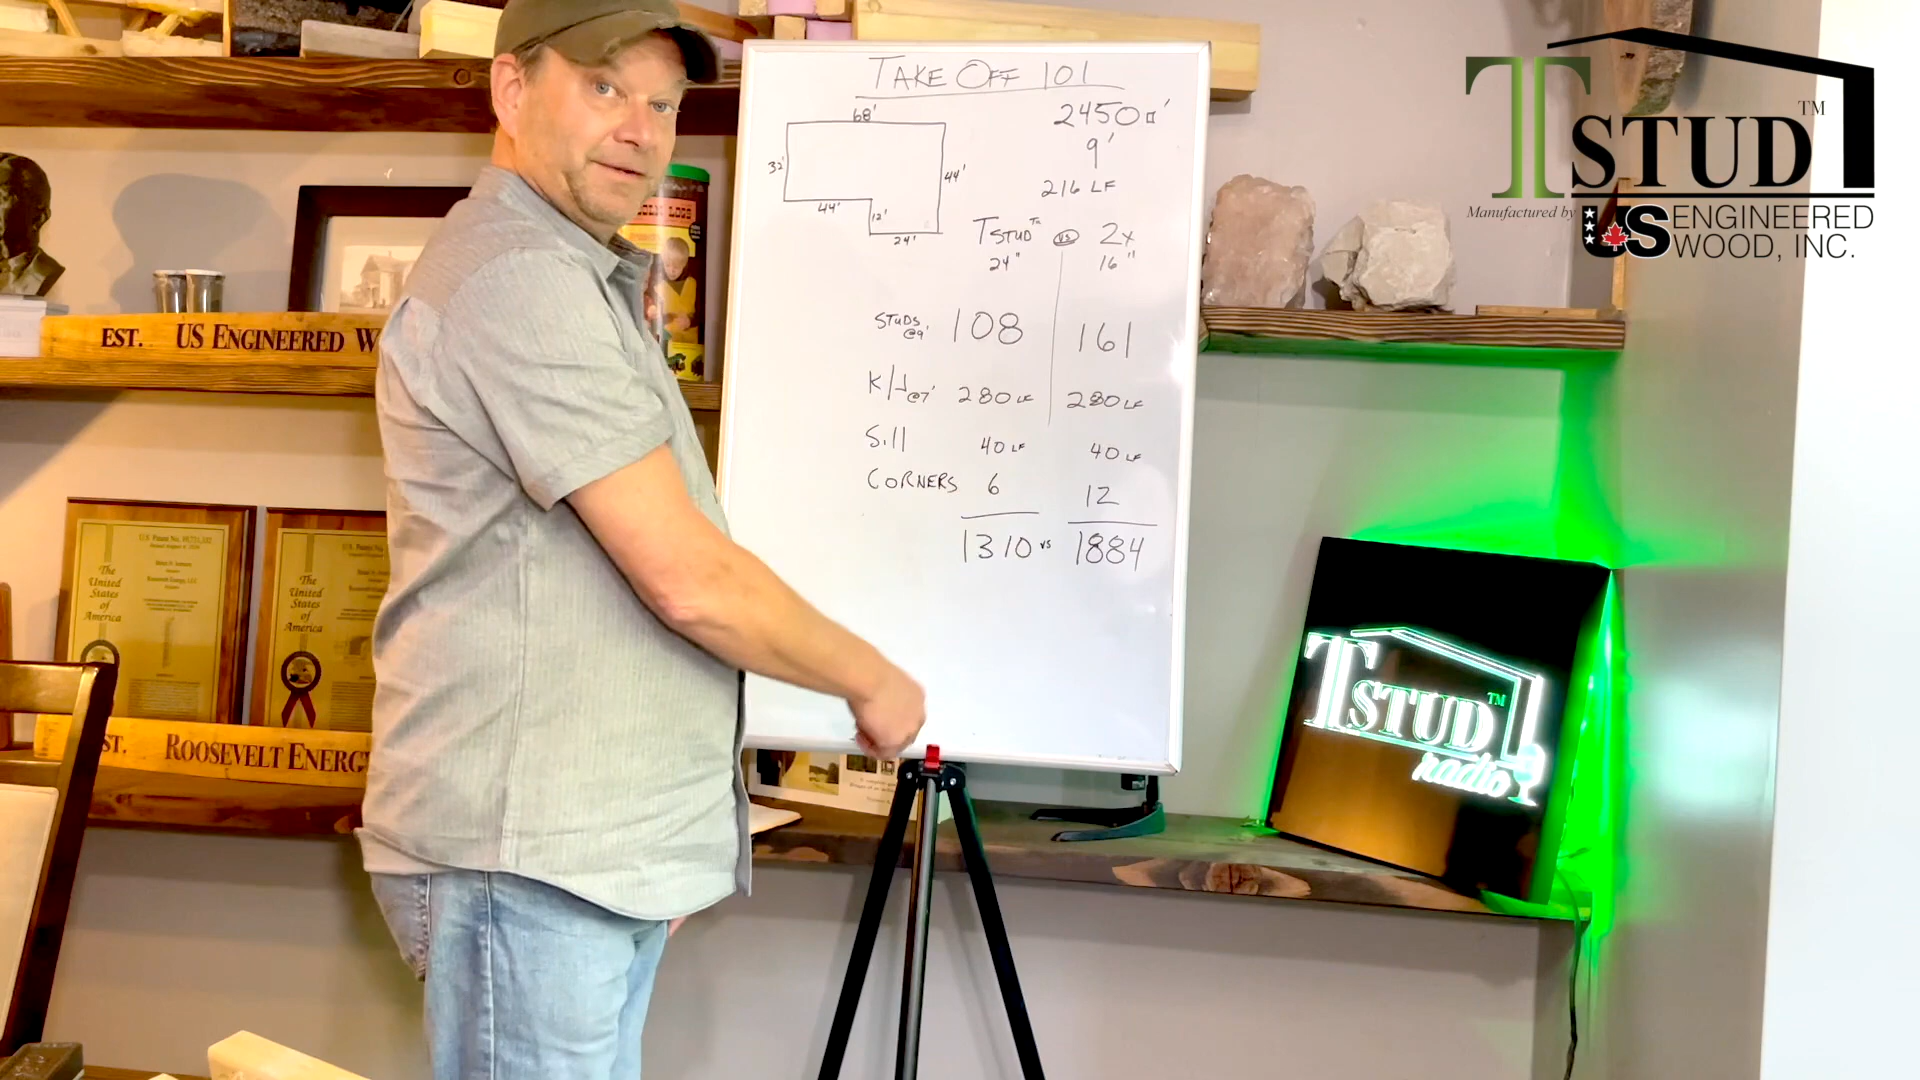 TAKE OFF 101
68'
32'
44'
44'
12'
24'
2450 □'
9'
216 LF
TSTUD™ VS 2x
24" 16"
STUDS @9' 108 161
K/J @7' 280 LF 280 LF
Sill 40 LF 40 LF
CORNERS 6 12
1310 vs 1884
TSTUD™
Manufactured by US ENGINEERED
WOOD, INC.
EST. US ENGINEERED W
The
United
States
of
America
The
United
States
of
America
ST. ROOSEVELT ENERG
TSTUD™
radio